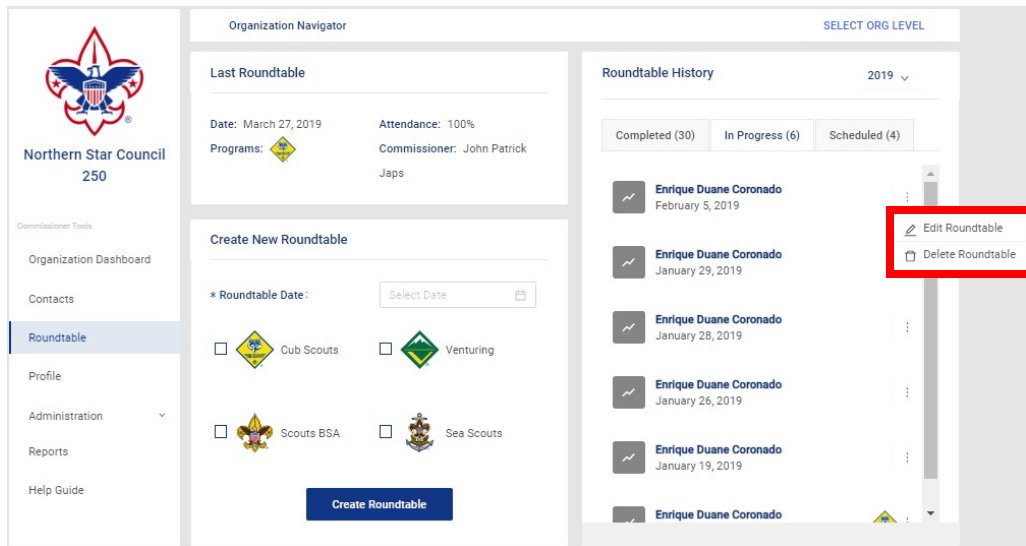 Organization Navigator
SELECT ORG LEVEL
Northern Star Council
250
Commissioner Tools
Organization Dashboard
Contacts
Roundtable
Profile
Administration
Reports
Help Guide
Last Roundtable
Date: March 27, 2019
Attendance: 100%
Programs:
Commissioner: John Patrick
Japs
Create New Roundtable
* Roundtable Date:
Select Date
Cub Scouts
Venturing
Scouts BSA
Sea Scouts
Create Roundtable
Roundtable History
2019
Completed (30)
In Progress (6)
Scheduled (4)
Enrique Duane Coronado
February 5, 2019
Edit Roundtable
Delete Roundtable
Enrique Duane Coronado
January 29, 2019
Enrique Duane Coronado
January 28, 2019
Enrique Duane Coronado
January 26, 2019
Enrique Duane Coronado
January 19, 2019
Enrique Duane Coronado